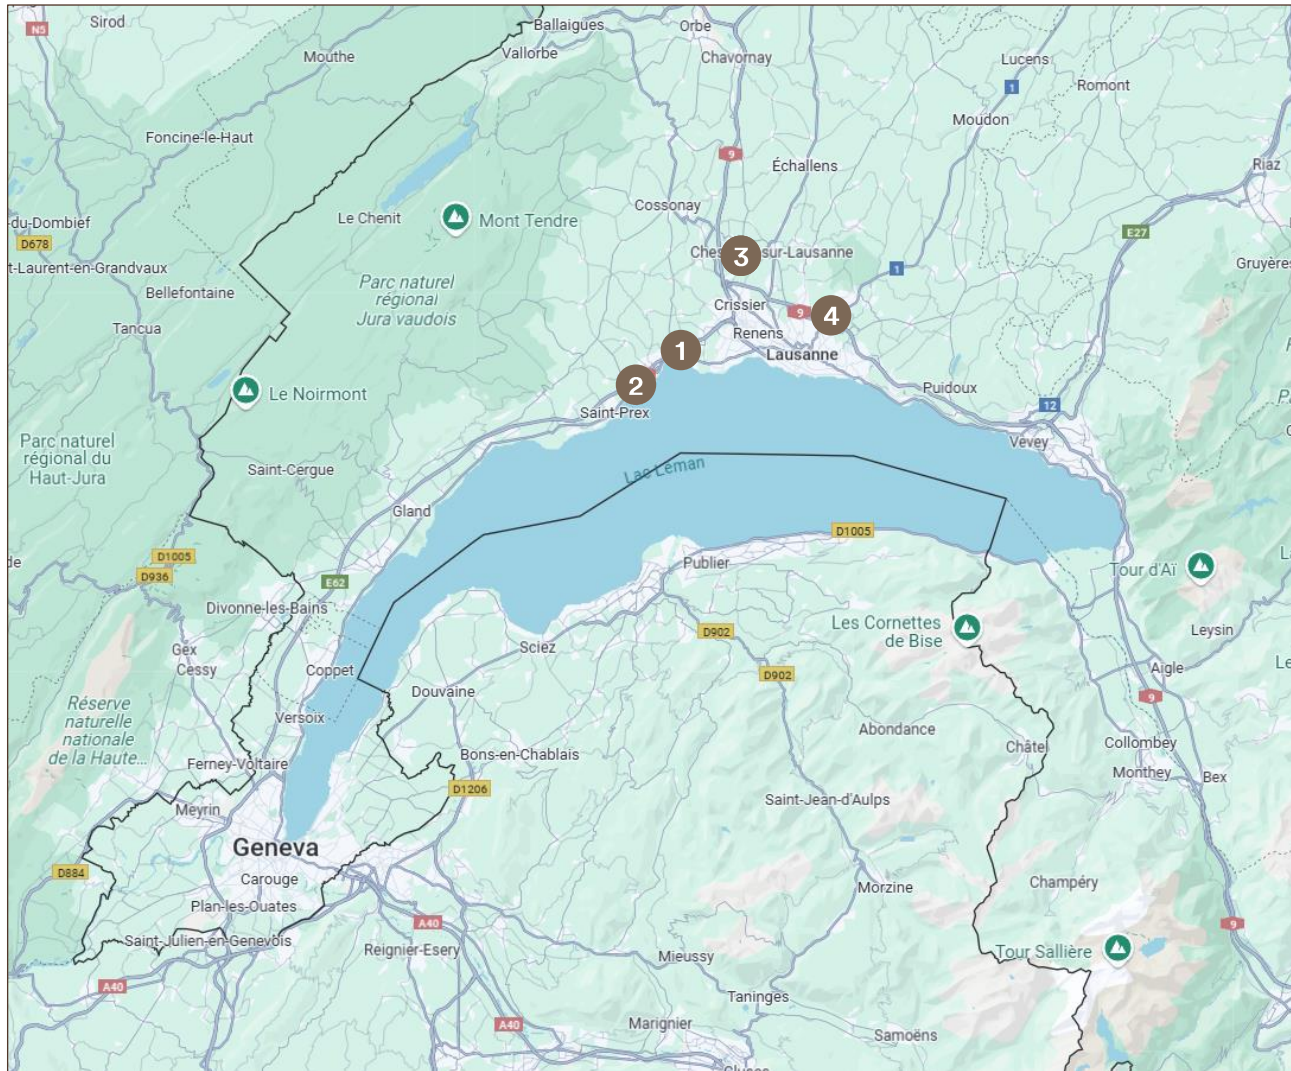 Sirod
N5
Mouthe
Ballaigues
Vallorbe
Orbe
Chavornay
Lucens
1
Romont
Moudon
Foncine-le-Haut
9
Échallens
Riaz
-du-Dombief
D678
Le Chenit
Mont Tendre
Cossonay
E27
t-Laurent-en-Grandvaux
3
sur-Lausanne
1
Gruyères
Bellefontaine
Parc naturel
régional
Jura vaudois
Tancua
Crissier
9
4
Renens
1
Lausanne
2
Le Noirmont
Puidoux
12
Saint-Prex
Vevey
Parc naturel
régional du
Haut-Jura
Saint-Cergue
Lac Léman
Gland
D1005
D1005
D936
de
E62
Publier
Tour d'Aï
Divonne-les-Bains
Les Cornettes
de Bise
Leysin
D902
Gex
Cessy
Sciez
Coppet
D902
Aigle
Réserve
naturelle
nationale
de la Haute...
Douvaine
9
Versoix
Abondance
Châtel
Collombey
Ferney-Voltaire
Bons-en-Chablais
Monthey
Bex
D1206
Meyrin
Saint-Jean-d'Aulps
Geneva
D884
Carouge
Morzine
Champéry
Plan-les-Ouates
A40
9
Saint-Julien-en-Genevois
Reignier-Esery
Mieussy
Tour Sallière
A40
Taninges
A40
Marignier
Samoëns